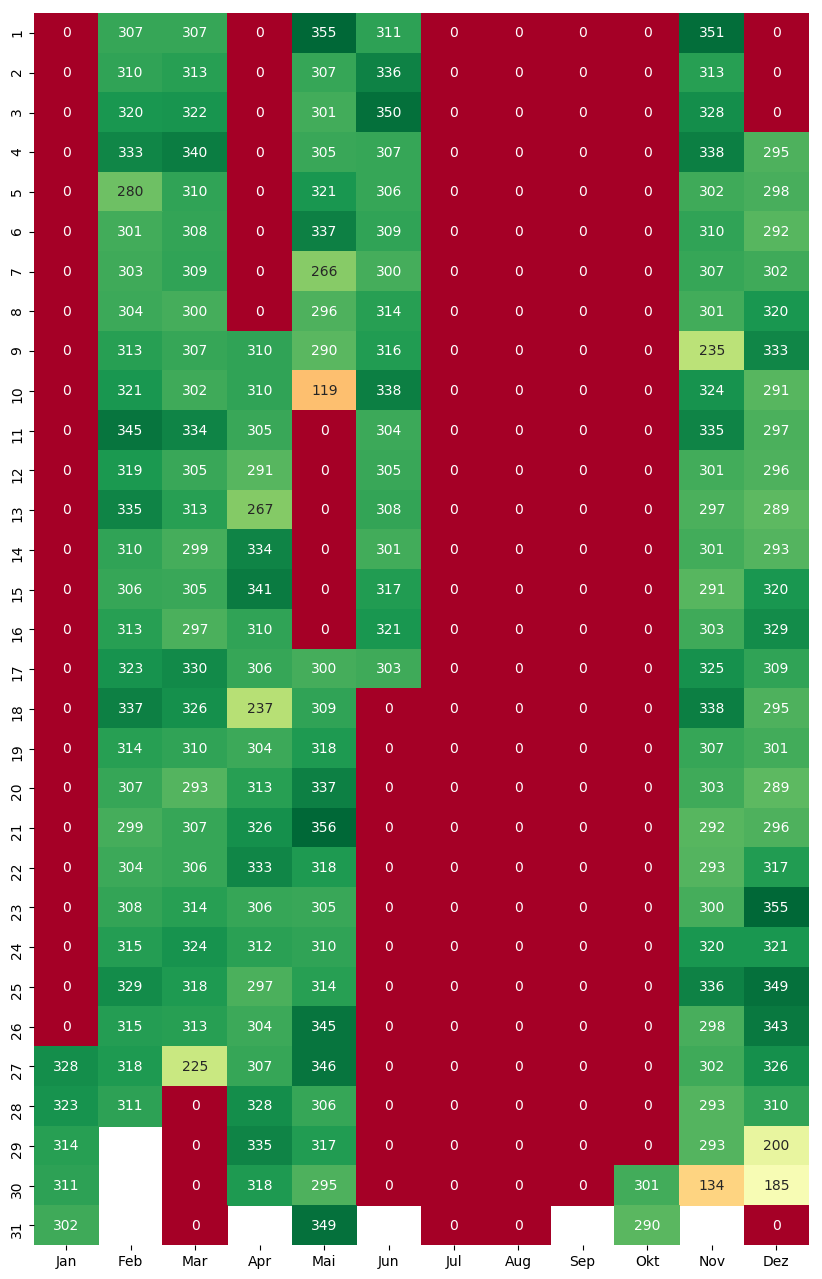 1 0 307 307 0 355 311 0 0 0 0 351 0
2 0 310 313 0 307 336 0 0 0 0 313 0
3 0 320 322 0 301 350 0 0 0 0 328 0
4 0 333 340 0 305 307 0 0 0 0 338 295
5 0 280 310 0 321 306 0 0 0 0 302 298
6 0 301 308 0 337 309 0 0 0 0 310 292
7 0 303 309 0 266 300 0 0 0 0 307 302
8 0 304 300 0 296 314 0 0 0 0 301 320
9 0 313 307 310 290 316 0 0 0 0 235 333
10 0 321 302 310 119 338 0 0 0 0 324 291
11 0 345 334 305 0 304 0 0 0 0 335 297
12 0 319 305 291 0 305 0 0 0 0 301 296
13 0 335 313 267 0 308 0 0 0 0 297 289
14 0 310 299 334 0 301 0 0 0 0 301 293
15 0 306 305 341 0 317 0 0 0 0 291 320
16 0 313 297 310 0 321 0 0 0 0 303 329
17 0 323 330 306 300 303 0 0 0 0 325 309
18 0 337 326 237 309 0 0 0 0 0 338 295
19 0 314 310 304 318 0 0 0 0 0 307 301
20 0 307 293 313 337 0 0 0 0 0 303 289
21 0 299 307 326 356 0 0 0 0 0 292 296
22 0 304 306 333 318 0 0 0 0 0 293 317
23 0 308 314 306 305 0 0 0 0 0 300 355
24 0 315 324 312 310 0 0 0 0 0 320 321
25 0 329 318 297 314 0 0 0 0 0 336 349
26 0 315 313 304 345 0 0 0 0 0 298 343
27 328 318 225 307 346 0 0 0 0 0 302 326
28 323 311 0 328 306 0 0 0 0 0 293 310
29 314 0 335 317 0 0 0 0 0 293 200
30 311 0 318 295 0 0 0 0 301 134 185
31 302 0 349 0 0 290 0
Jan Feb Mar Apr Mai Jun Jul Aug Sep Okt Nov Dez